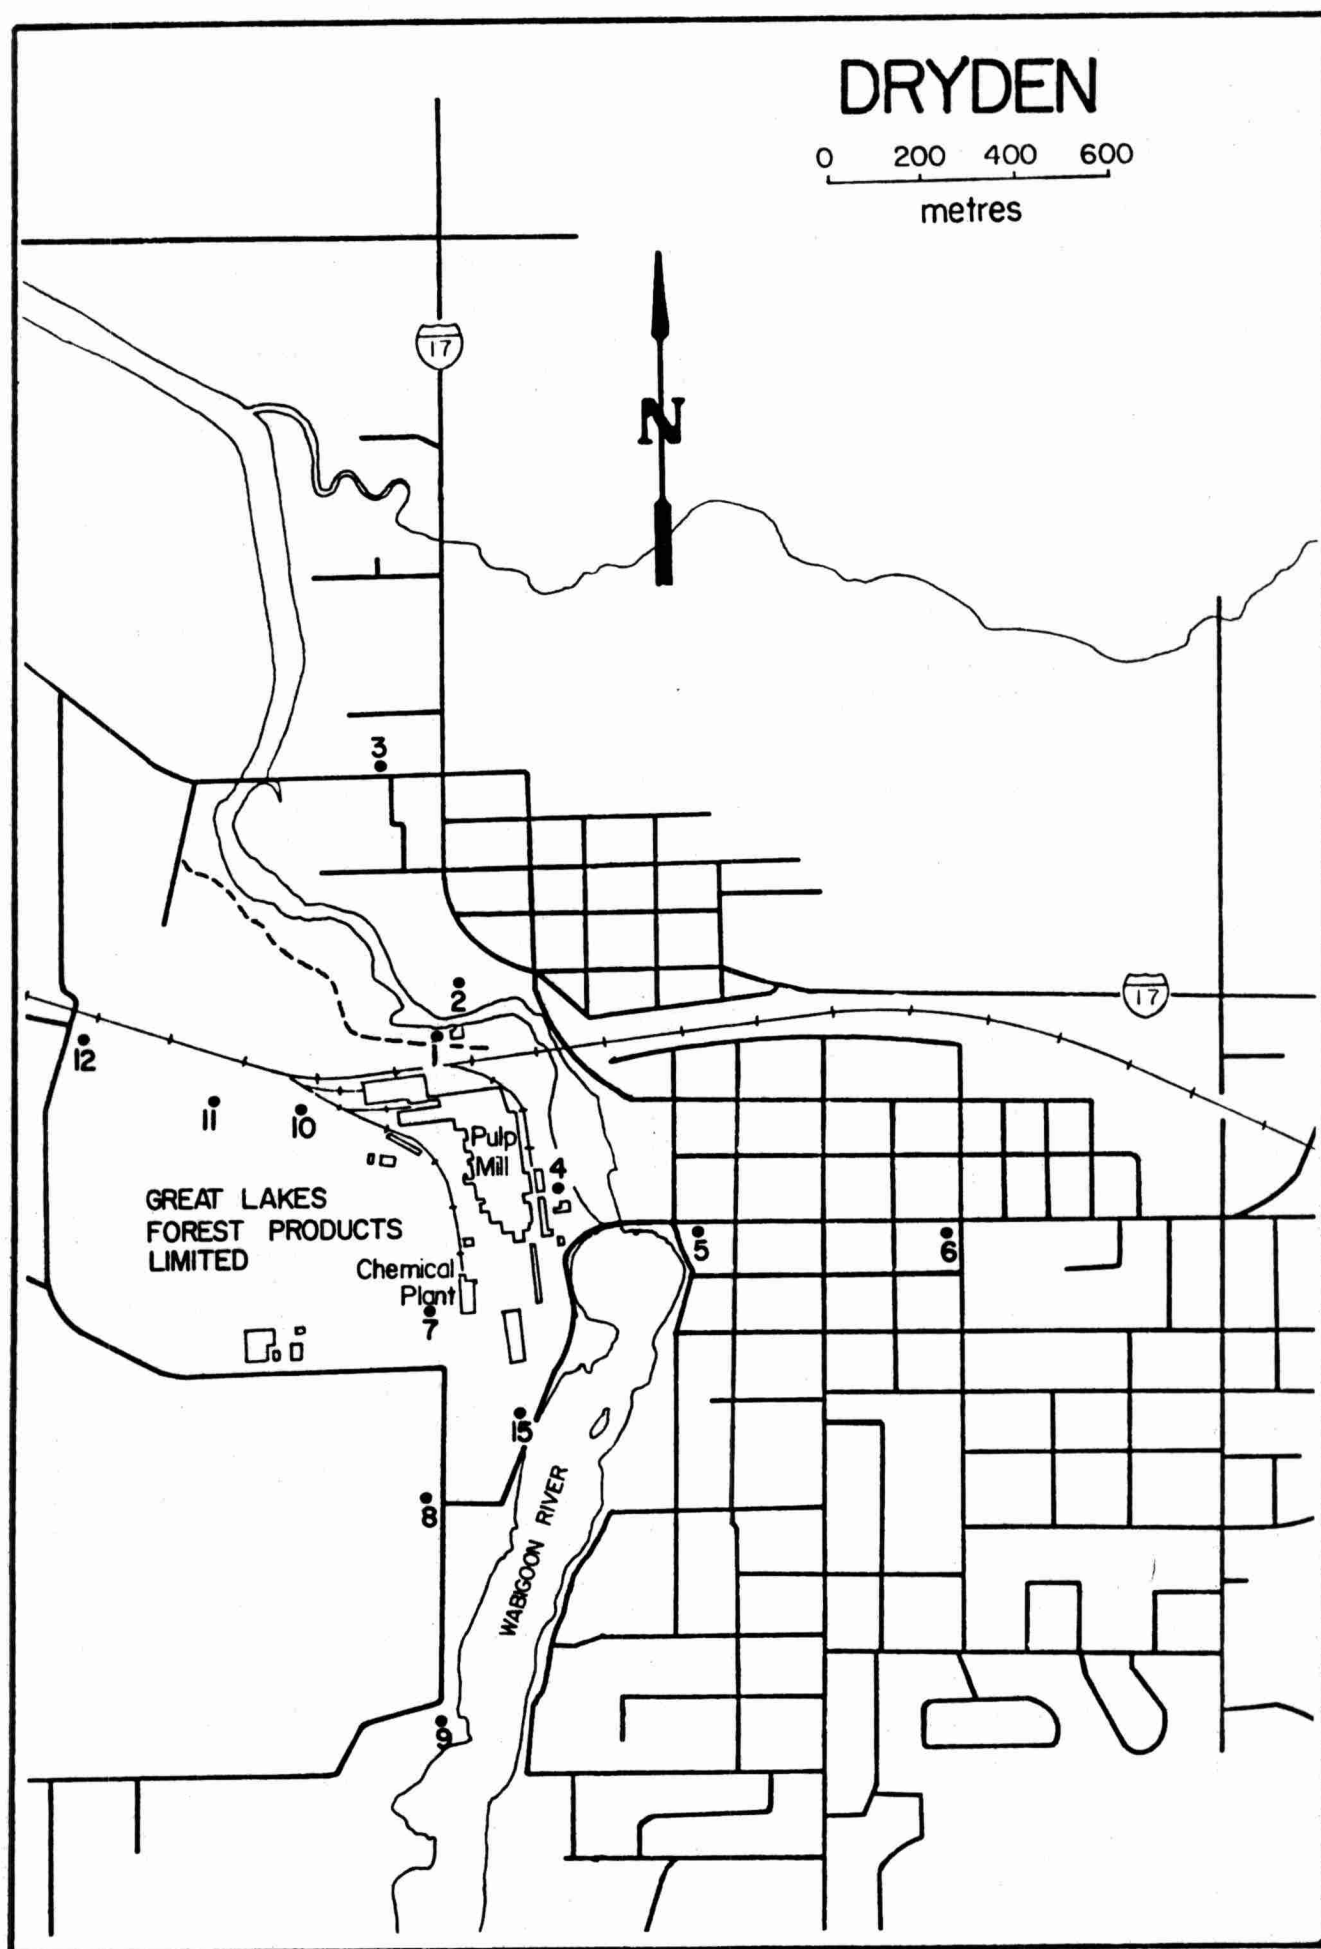 DRYDEN
0 200 400 600
metres
17
N
3
2
17
1
12
11
10
Pulp
Mill
4
GREAT LAKES
FOREST PRODUCTS
LIMITED
5
6
Chemical
Plant
7
15
8
WABIGOON RIVER
9